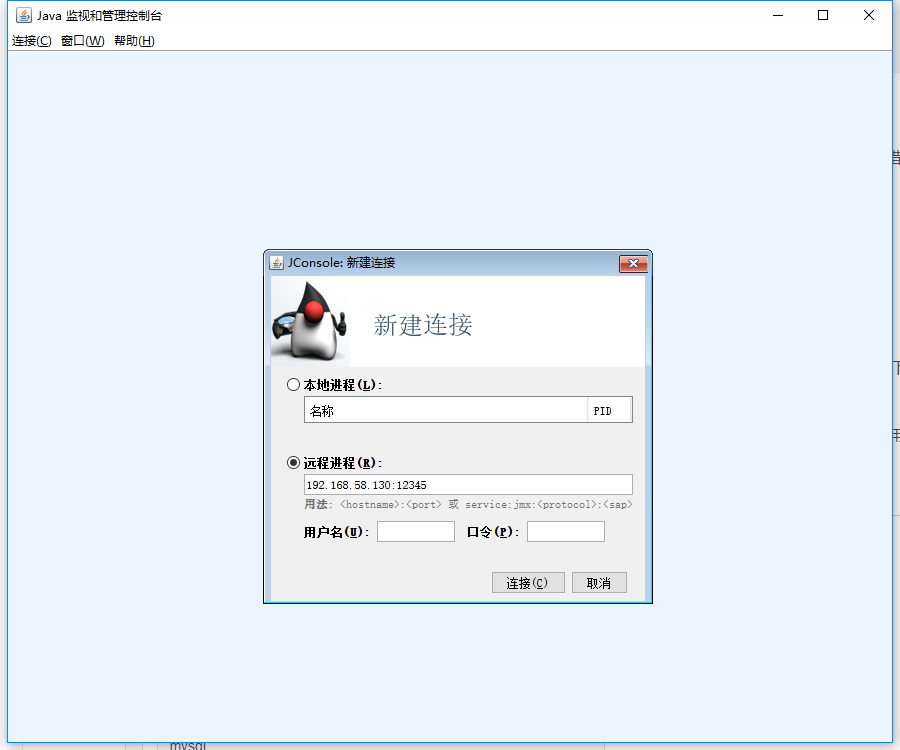 Java 监视和管理控制台
连接(C) 窗口(W) 帮助(H)
JConsole: 新建连接
新建连接
本地进程(L):
名称 PID
远程进程(R):
192.168.58.130:12345
用法: <hostname>:<port> 或 service:jmx:<protocol>:<sap>
用户名(U): 口令(P):
连接(C) 取消
mysql